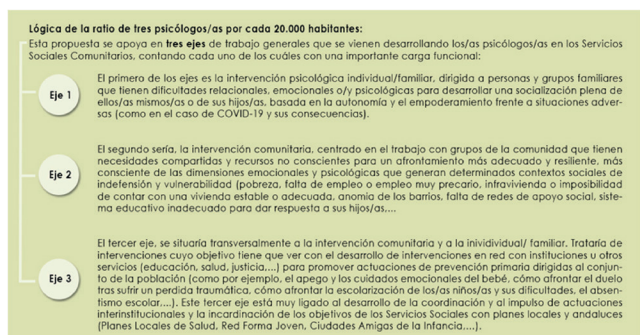 Lógica de la ratio de tres psicólogos/as por cada 20.000 habitantes:
Esta propuesta se apoya en tres ejes de trabajo generales que se vienen desarrollando los/as psicólogos/as en los Servicios
Sociales Comunitarios, contando cada uno de los cuáles con una importante carga funcional:
Eje 1
El primero de los ejes es la intervención psicológica individual/familiar, dirigida a personas y grupos familiares
que tienen dificultades relacionales, emocionales o/y psicológicas para desarrollar una socialización plena de
ellos/as mismos/as o de sus hijos/as, basada en la autonomía y el empoderamiento frente a situaciones adver-
sas (como en el caso de COVID-19 y sus consecuencias).
Eje 2
El segundo sería, la intervención comunitaria, centrado en el trabajo con grupos de la comunidad que tienen
necesidades compartidas y recursos no conscientes para un afrontamiento más adecuado y resiliente, más
consciente de las dimensiones emocionales y psicológicas que generan determinados contextos sociales de
indefensión y vulnerabilidad (pobreza, falta de empleo o empleo muy precario, infravivienda o imposibilidad
de contar con una vivienda estable o adecuada, anomia de los barrios, falta de redes de apoyo social, siste-
ma educativo inadecuado para dar respuesta a sus hijos/as,...
Eje 3
El tercer eje, se situaría transversalmente a la intervención comunitaria y a la inividividual/ familiar. Trataría de
intervenciones cuyo objetivo tiene que ver con el desarrollo de intervenciones en red con instituciones u otros
servicios (educación, salud, justicia,...) para promover actuaciones de prevención primaria dirigidas al conjun-
to de la población (como por ejemplo, el apego y los cuidados emocionales del bebé, cómo afrontar el duelo
tras sufrir un perdida traumática, cómo afrontar la escolarización de los/as niños/as y sus dificultades, el absen-
tismo escolar,...). Este tercer eje está muy ligado al desarrollo de la coordinación y al impulso de actuaciones
interinstitucionales y la incardinación de los objetivos de los Servicios Sociales con planes locales y andaluces
(Planes Locales de Salud, Red Forma Joven, Ciudades Amigas de la Infancia,...).